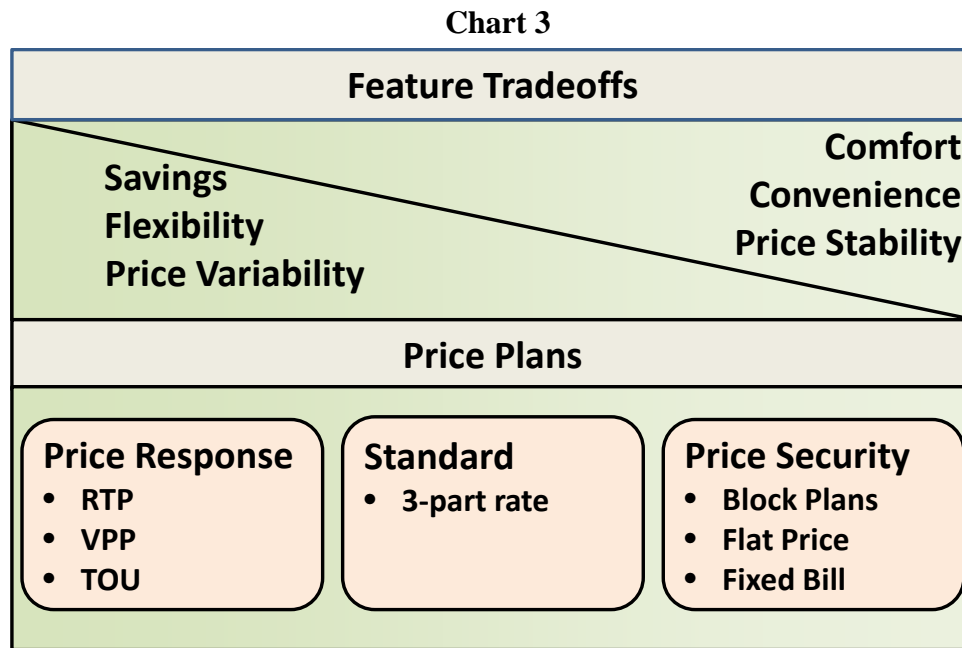 Chart 3
Feature Tradeoffs
Savings
Flexibility
Price Variability
Comfort
Convenience
Price Stability
Price Plans
Price Response
• RTP
• VPP
• TOU
Standard
• 3-part rate
Price Security
• Block Plans
• Flat Price
• Fixed Bill